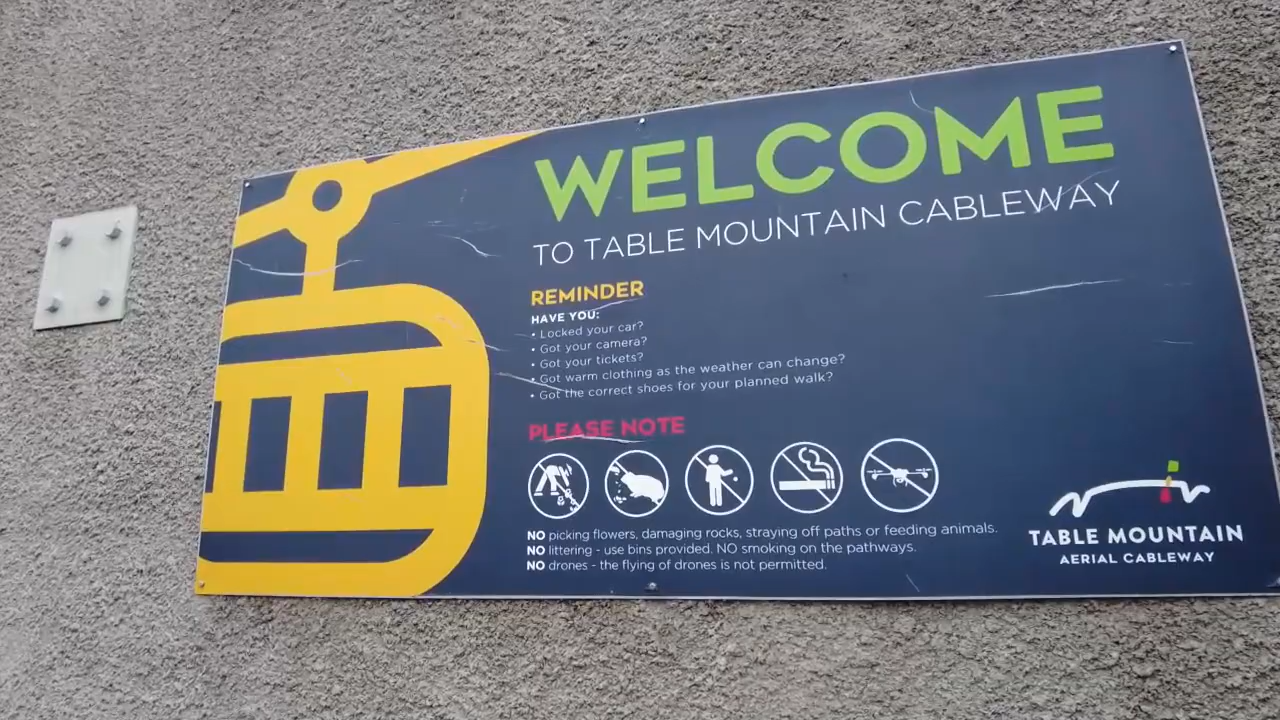 WELCOME
TO TABLE MOUNTAIN CABLEWAY
REMINDER
HAVE YOU:
• Locked your car?
• Got your camera?
• Got your tickets?
• Got warm clothing as the weather can change?
• Got the correct shoes for your planned walk?
PLEASE NOTE
NO picking flowers, damaging rocks, straying off paths or feeding animals.
NO littering - use bins provided. NO smoking on the pathways.
NO drones - the flying of drones is not permitted.
TABLE MOUNTAIN
AERIAL CABLEWAY